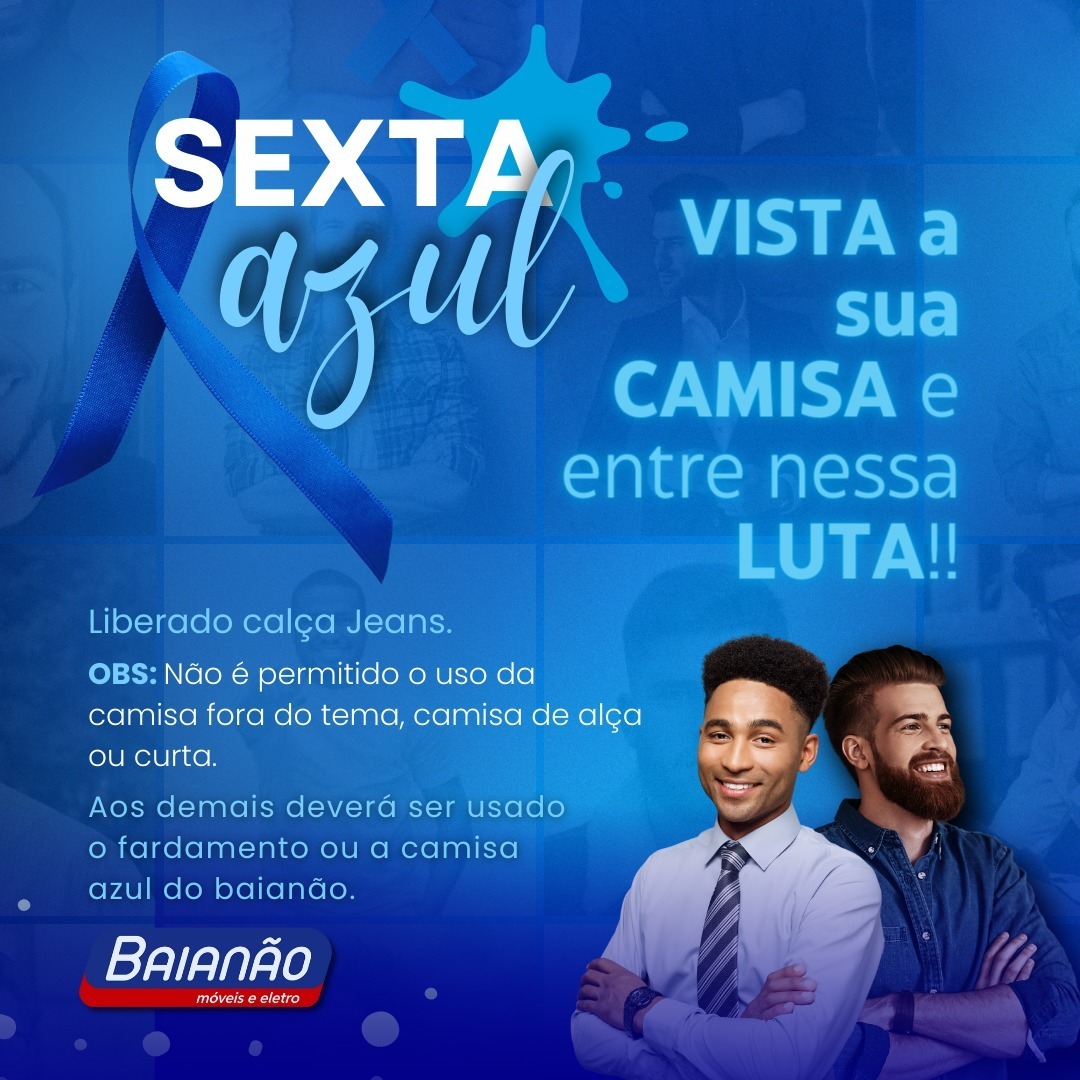 SEXTA
azul
VISTA a
sua
CAMISA e
entre nessa
LUTA!!
Liberado calça Jeans.
OBS: Não é permitido o uso da
camisa fora do tema, camisa de alça
ou curta.
Aos demais deverá ser usado
o fardamento ou a camisa
azul do baianão.
BAIANÃO
móveis e eletro